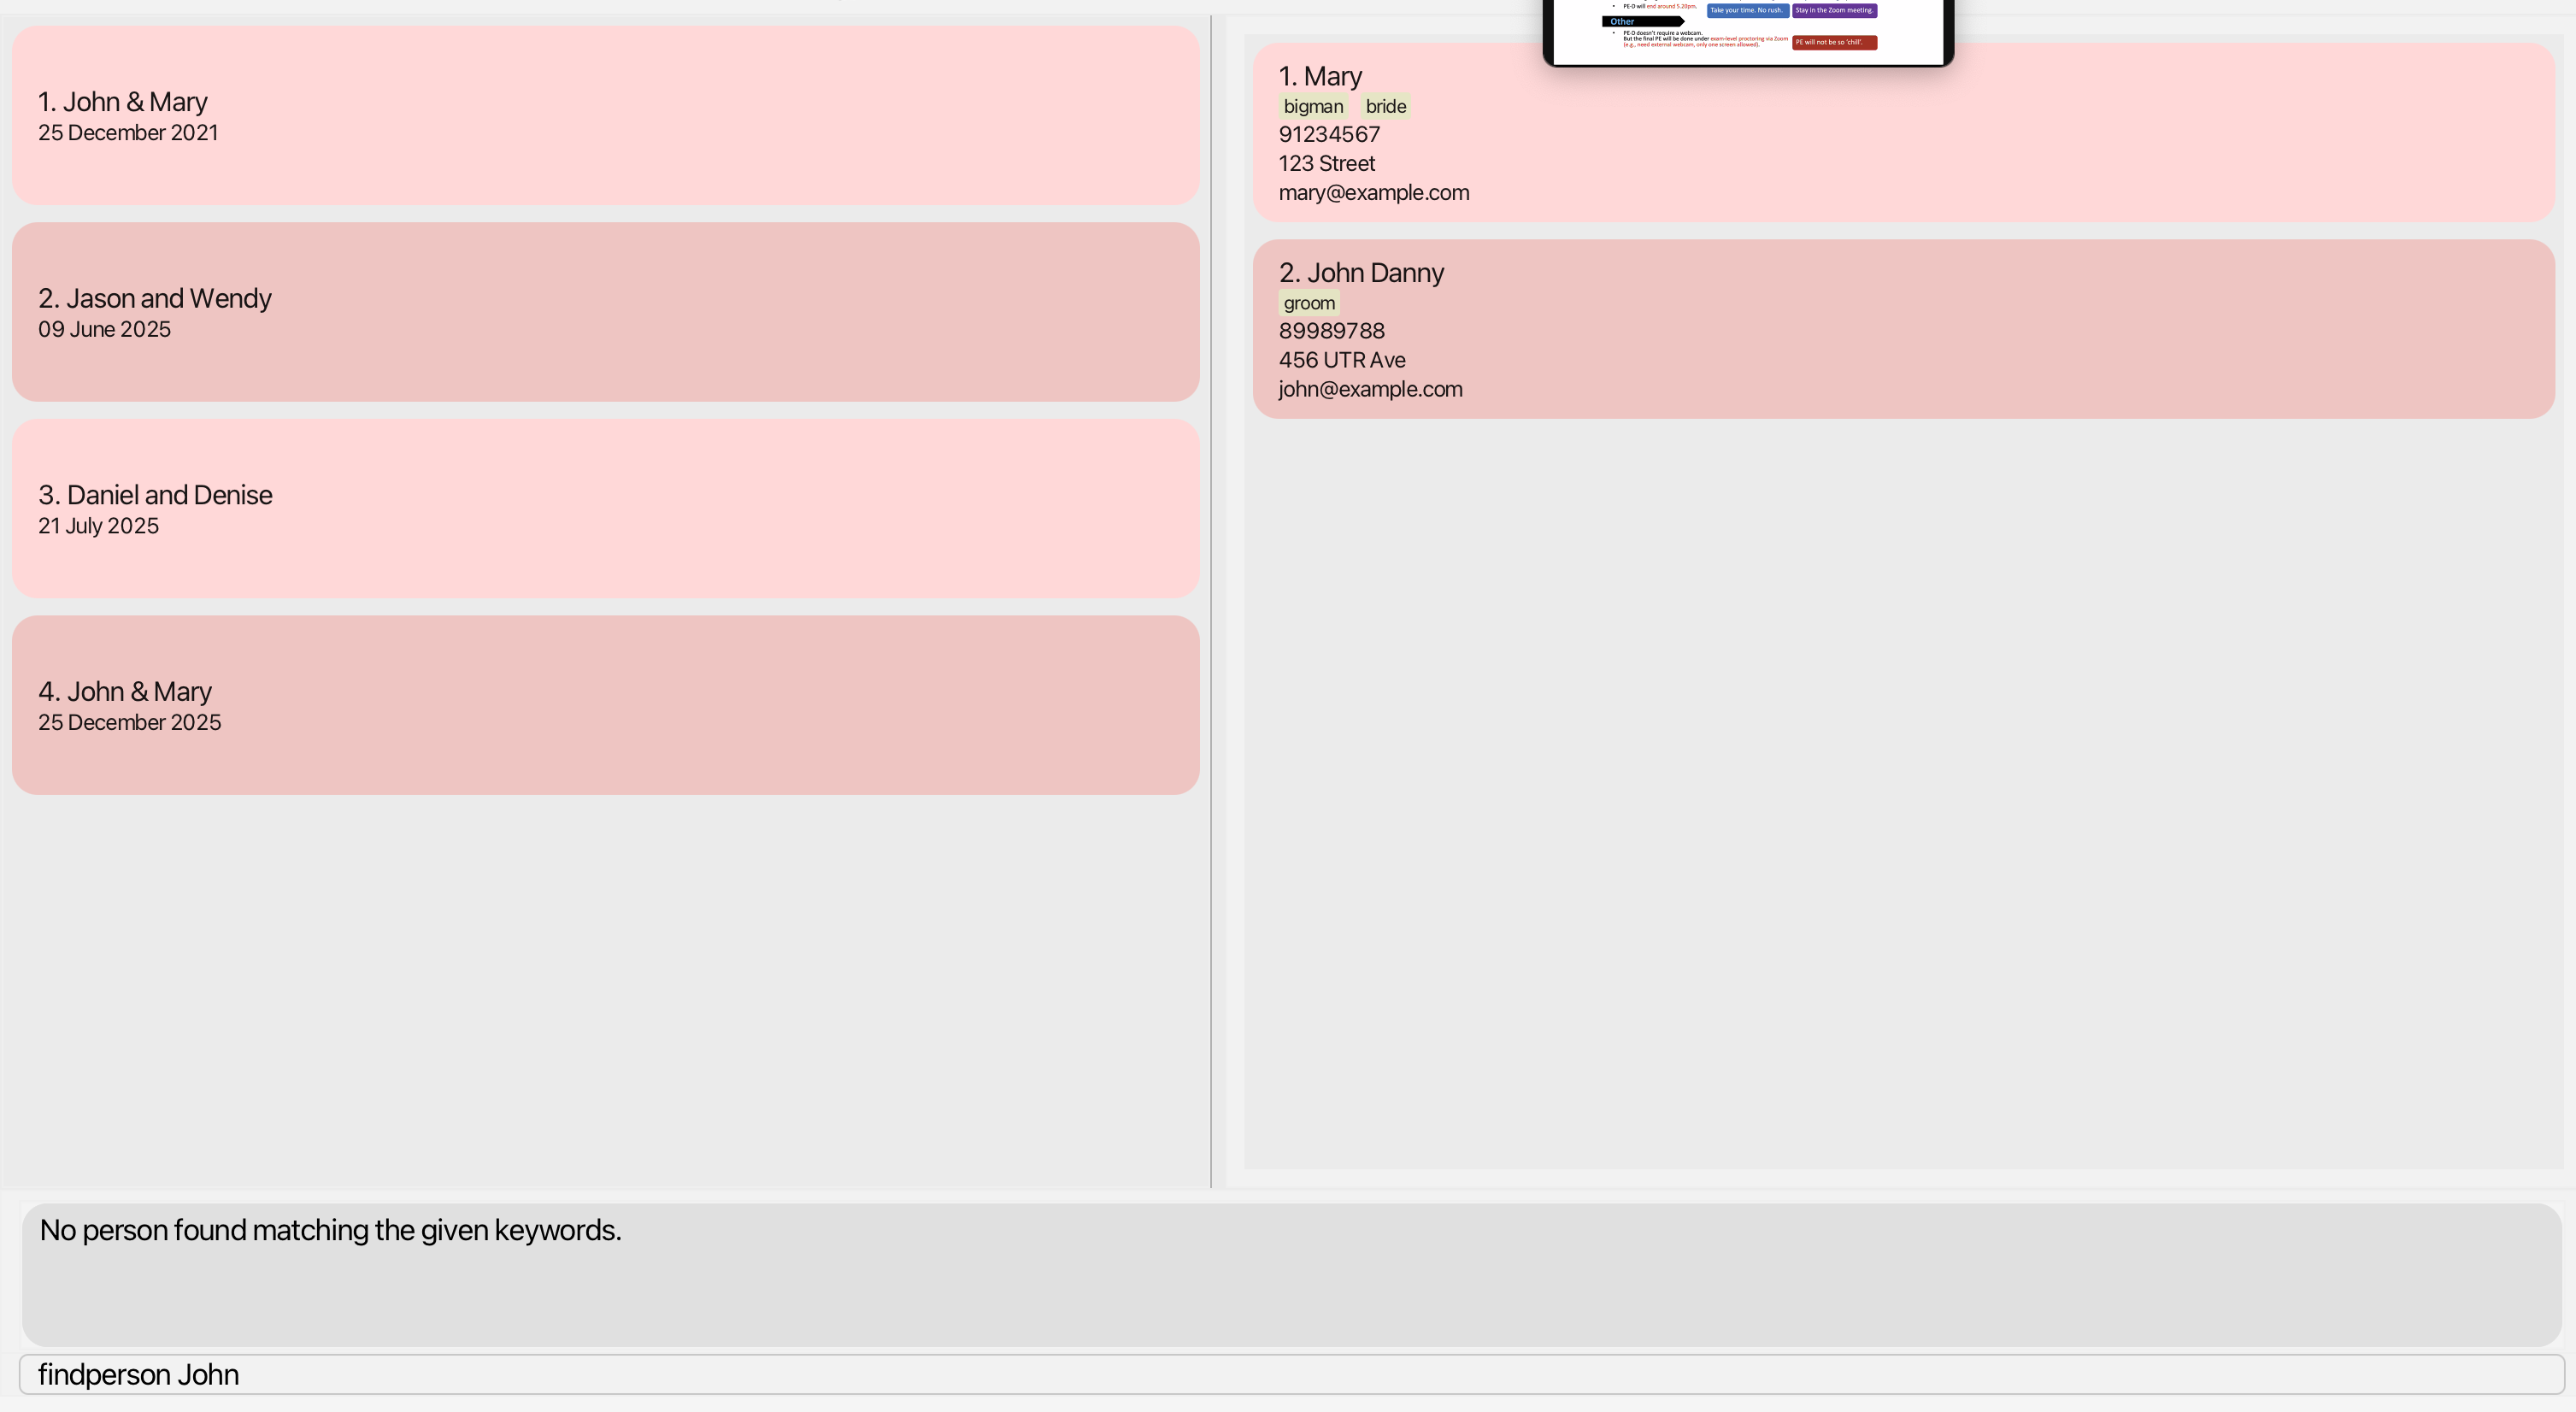 1. John & Mary
25 December 2021
2. Jason and Wendy
09 June 2025
3. Daniel and Denise
21 July 2025
4. John & Mary
25 December 2025
PE-D will end around 5.20pm.
Take your time. No rush.
Stay in the Zoom meeting.
Other
PE-D doesn't require a webcam.
But the final PE will be done under exam-level proctoring via Zoom
(e.g., need external webcam, only one screen allowed).
PE will not be so 'chill'.
1. Mary
bigman bride
91234567
123 Street
mary@example.com
2. John Danny
groom
89989788
456 UTR Ave
john@example.com
No person found matching the given keywords.
findperson John